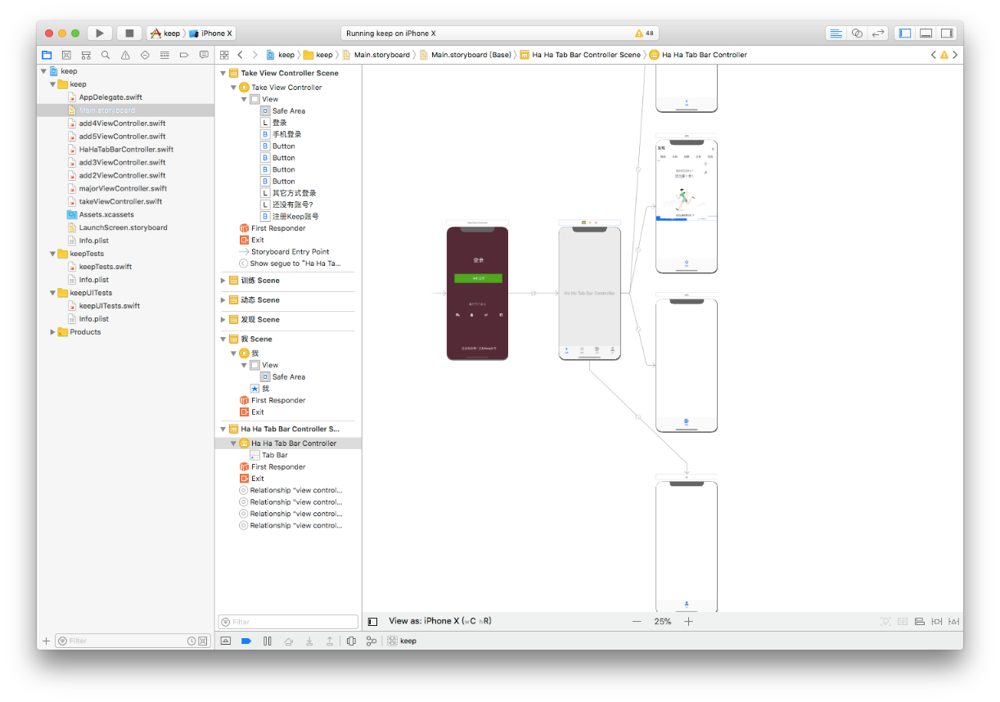 keep
iPhone X
Running keep on iPhone X
48
keep
keep
Main.storyboard
Main.storyboard (Base)
Ha Ha Tab Bar Controller Scene
Ha Ha Tab Bar Controller
keep
keep
AppDelegate.swift
Main.storyboard
add4ViewController.swift
add5ViewController.swift
HaHaTabBarController.swift
add3ViewController.swift
add2ViewController.swift
majorViewController.swift
takeViewController.swift
Assets.xcassets
LaunchScreen.storyboard
Info.plist
keepTests
keepTests.swift
Info.plist
keepUITests
keepUITests.swift
Info.plist
Products
Filter
Take View Controller Scene
Take View Controller
View
Safe Area
L 登录
B 手机登录
B Button
B Button
B Button
B Button
L 其它方式登录
L 还没有账号?
B 注册Keep账号
First Responder
Exit
Storyboard Entry Point
Show segue to "Ha Ha Ta...
训练 Scene
动态 Scene
发现 Scene
我 Scene
我
View
Safe Area
我
First Responder
Exit
Ha Ha Tab Bar Controller S...
Ha Ha Tab Bar Controller
Tab Bar
First Responder
Exit
Relationship "view control...
Relationship "view control...
Relationship "view control...
Relationship "view control...
Filter
Take View Controller
登录
Ha Ha Tab Bar Controller
View as: iPhone X (wC hR)
25%
keep